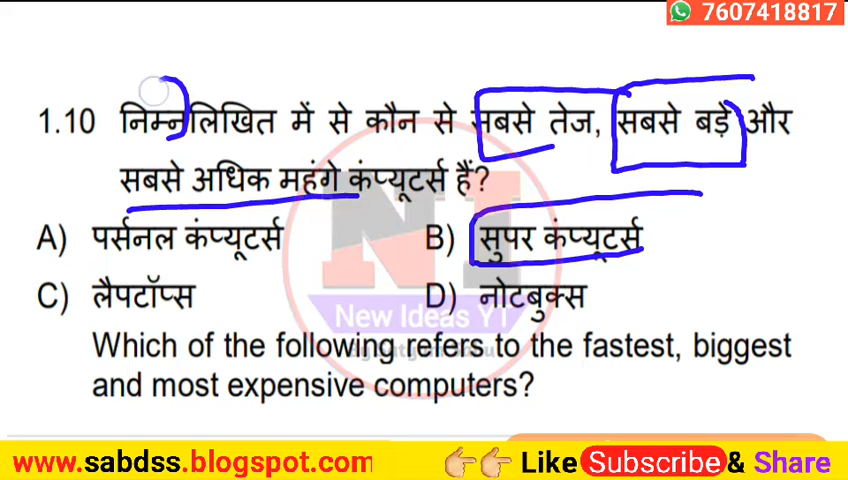 7607418817
1.10 निम्नलिखित में से कौन से सबसे तेज, सबसे बड़े और
सबसे अधिक महंगे कंप्यूटर्स हैं?
A) पर्सनल कंप्यूटर्स B) सुपर कंप्यूटर्स
C) लैपटॉप्स D) नोटबुक्स
N1
New Ideas YT
Which of the following refers to the fastest, biggest
and most expensive computers?
www.sabdss.blogspot.com Like Subscribe & Share